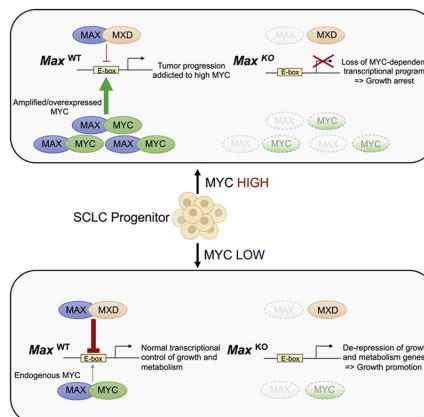 MAX MXD
Max WT
E-box
Tumor progression
addicted to high MYC
Amplified/overexpressed
MYC
MAX MYC
MAX MYC MAX MYC
MAX MXD
Max KO
E-box
Loss of MYC-dependent
transcriptional program
=> Growth arrest
MAX MYC
MAX MYC MAX MYC
MYC HIGH
SCLC Progenitor
MYC LOW
MAX MXD
Max WT
E-box
Normal transcriptional
control of growth and
metabolism
Endogenous MYC
MAX MYC
MAX MXD
Max KO
E-box
De-repression of growth
and metabolism genes
=> Growth promotion
MAX MYC